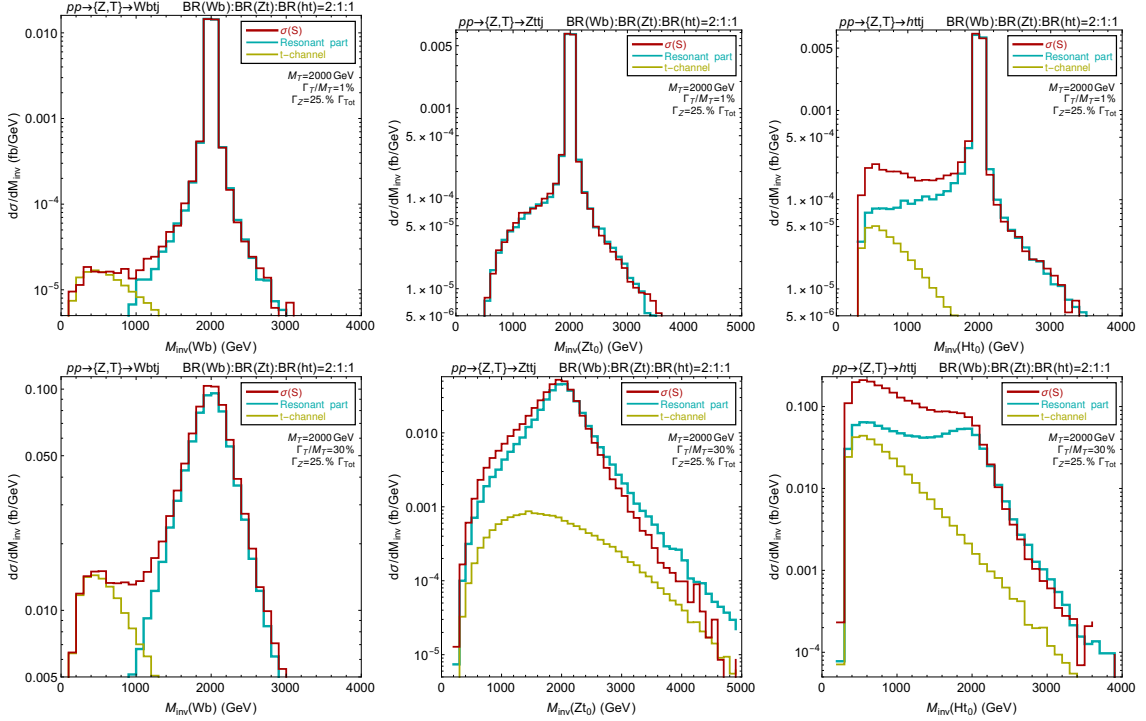 pp→{Z,T}→Wbtj BR(Wb):BR(Zt):BR(ht)=2:1:1
σ(S)
Resonant part
t-channel
M_T=2000 GeV
Γ_T/M_T=1%
Γ_Z=25.% Γ_Tot
0.010
0.001
10⁻⁴
10⁻⁵
dσ/dM_inv (fb/GeV)
0 1000 2000 3000 4000
M_inv(Wb) (GeV)
pp→{Z,T}→Zttj BR(Wb):BR(Zt):BR(ht)=2:1:1
σ(S)
Resonant part
t-channel
M_T=2000 GeV
Γ_T/M_T=1%
Γ_Z=25.% Γ_Tot
0.005
0.001
5.×10⁻⁴
1.×10⁻⁴
5.×10⁻⁵
1.×10⁻⁵
5.×10⁻⁶
dσ/dM_inv (fb/GeV)
0 1000 2000 3000 4000 5000
M_inv(Zt₀) (GeV)
pp→{Z,T}→httj BR(Wb):BR(Zt):BR(ht)=2:1:1
σ(S)
Resonant part
t-channel
M_T=2000 GeV
Γ_T/M_T=1%
Γ_Z=25.% Γ_Tot
0.005
0.001
5.×10⁻⁴
1.×10⁻⁴
5.×10⁻⁵
1.×10⁻⁵
5.×10⁻⁶
dσ/dM_inv (fb/GeV)
0 1000 2000 3000 4000
M_inv(Ht₀) (GeV)
pp→{Z,T}→Wbtj BR(Wb):BR(Zt):BR(ht)=2:1:1
σ(S)
Resonant part
t-channel
M_T=2000 GeV
Γ_T/M_T=30%
Γ_Z=25.% Γ_Tot
0.100
0.050
0.010
0.005
dσ/dM_inv (fb/GeV)
0 1000 2000 3000 4000
M_inv(Wb) (GeV)
pp→{Z,T}→Zttj BR(Wb):BR(Zt):BR(ht)=2:1:1
σ(S)
Resonant part
t-channel
M_T=2000 GeV
Γ_T/M_T=30%
Γ_Z=25.% Γ_Tot
0.010
0.001
10⁻⁴
10⁻⁵
dσ/dM_inv (fb/GeV)
0 1000 2000 3000 4000 5000
M_inv(Zt₀) (GeV)
pp→{Z,T}→httj BR(Wb):BR(Zt):BR(ht)=2:1:1
σ(S)
Resonant part
t-channel
M_T=2000 GeV
Γ_T/M_T=30%
Γ_Z=25.% Γ_Tot
0.100
0.010
0.001
10⁻⁴
dσ/dM_inv (fb/GeV)
0 1000 2000 3000 4000
M_inv(Ht₀) (GeV)